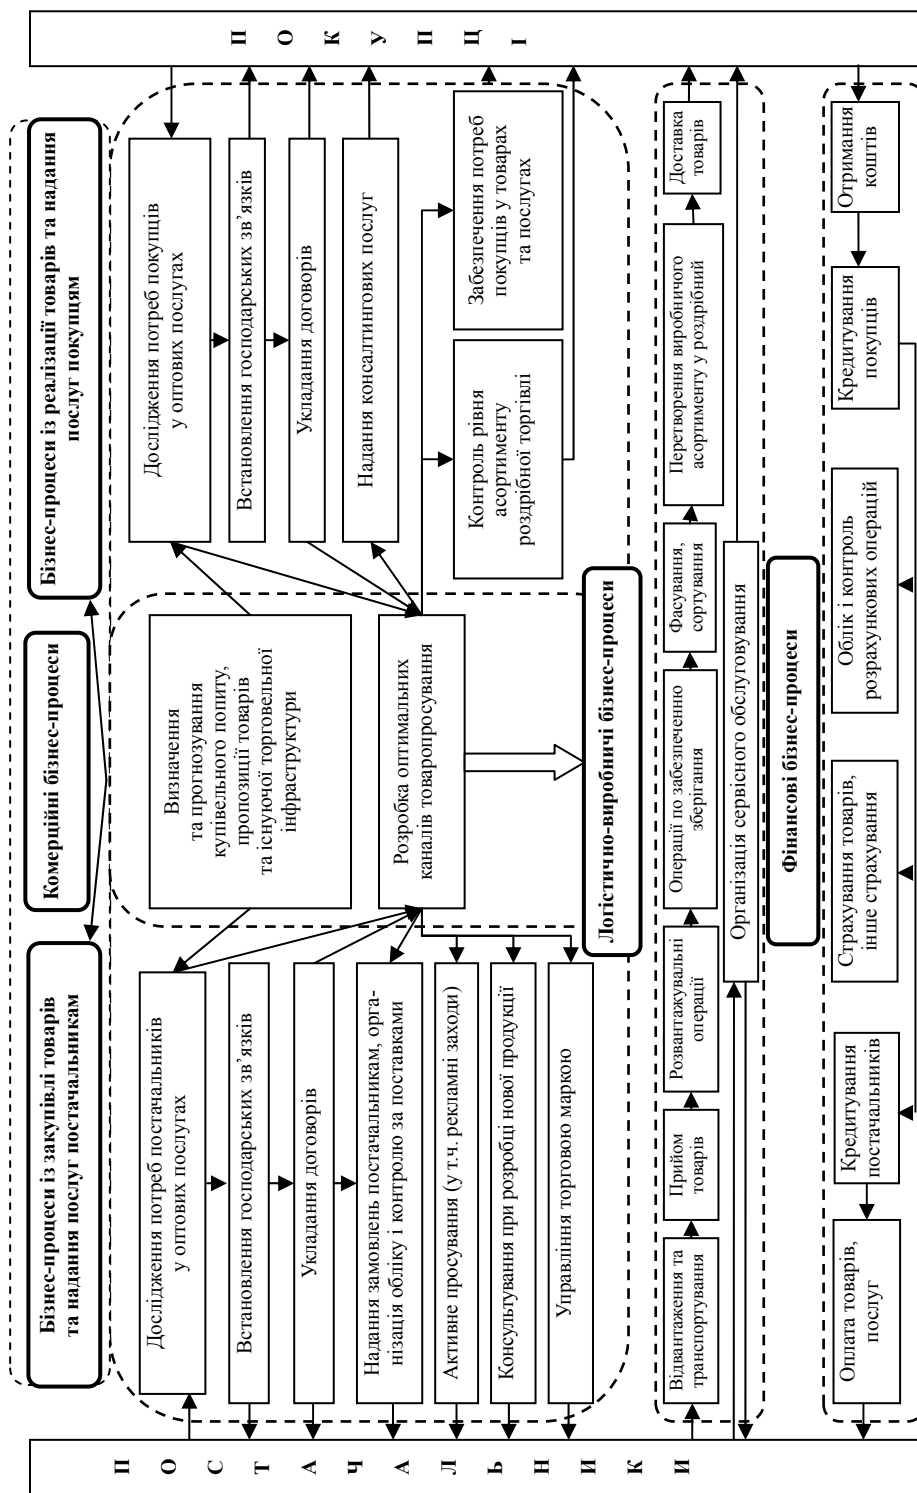 Бізнес-процеси із закупівлі товарів
та надання послуг постачальникам
Комерційні бізнес-процеси
Бізнес-процеси із реалізації товарів та надання
послуг покупцям
ПОСТАЧАЛЬНИКИ
Дослідження потреб постачальників
у оптових послугах
Встановлення господарських зв’язків
Укладання договорів
Надання замовлень постачальникам, орга-
нізація обліку і контролю за поставками
Активне просування (у т.ч. рекламні заходи)
Консультування при розробці нової продукції
Управління торговою маркою
Визначення
та прогнозування
купівельного попиту,
пропозиції товарів
та існуючої торговельної
інфраструктури
Розробка оптимальних
каналів товаропросування
Дослідження потреб покупців
у оптових послугах
Встановлення господарських зв’язків
Укладання договорів
Надання консалтингових послуг
Контроль рівня
асортименту
роздрібної торгівлі
Забезпечення потреб
покупців у товарах
та послугах
ПОКУПЦІ
Логістично-виробничі бізнес-процеси
Відвантаження та
транспортування
Прийом
товарів
Розвантажувальні
операції
Операції по забезпеченню
зберігання
Фасування,
сортування
Перетворення виробничого
асортименту у роздрібний
Доставка
товарів
Організація сервісного обслуговування
Фінансові бізнес-процеси
Оплата товарів,
послуг
Кредитування
постачальників
Страхування товарів,
інше страхування
Облік і контроль
розрахункових операцій
Кредитування
покупців
Отримання
коштів